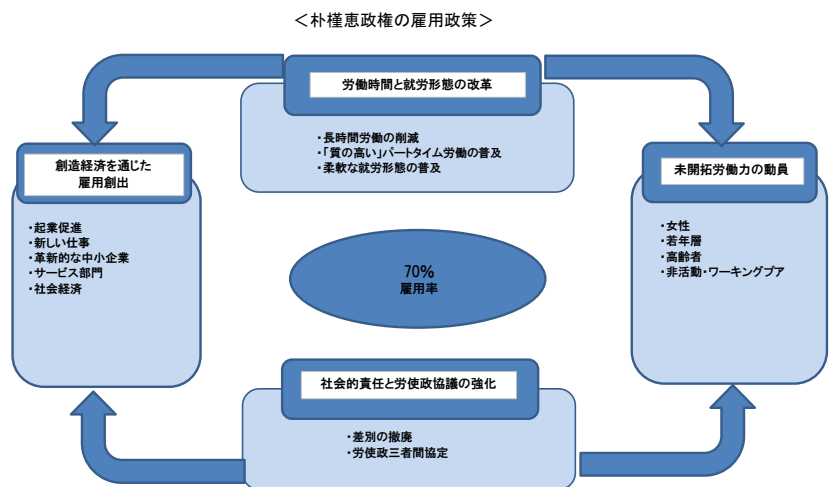 ＜朴槿恵政権の雇用政策＞
労働時間と就労形態の改革
・長時間労働の削減
・「質の高い」パートタイム労働の普及
・柔軟な就労形態の普及
創造経済を通じた
雇用創出
・起業促進
・新しい仕事
・革新的な中小企業
・サービス部門
・社会経済
未開拓労働力の動員
・女性
・若年層
・高齢者
・非活動・ワーキングプア
70%
雇用率
社会的責任と労使政協議の強化
・差別の撤廃
・労使政三者間協定